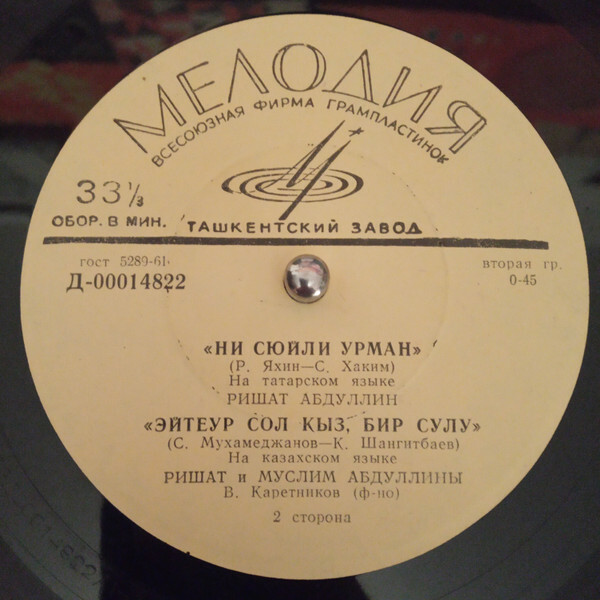 МЕЛОДИЯ
ВСЕСОЮЗНАЯ ФИРМА ГРАМПЛАСТИНОК
33 1/3
ОБОР. В МИН.
ТАШКЕНТСКИЙ ЗАВОД
гост 5289-61
вторая гр.
Д-00014822
0-45
«НИ СЮЙЛИ УРМАН»
(Р. Яхин—С. Хаким)
На татарском языке
РИШАТ АБДУЛЛИН
«ЭЙТЕУР СОЛ КЫЗ, БИР СУЛУ»
(С. Мухамеджанов—К. Шангитбаев)
На казахском языке
РИШАТ и МУСЛИМ АБДУЛЛИНЫ
В. Каретников (ф-но)
2 сторона